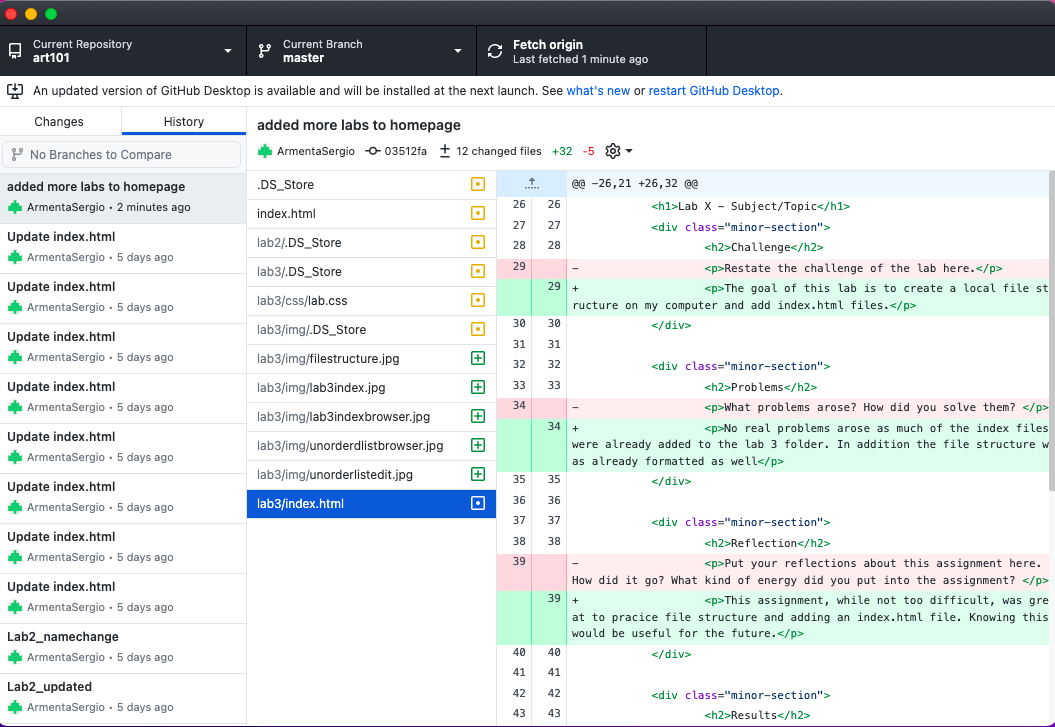 Current Repository
art101
Current Branch
master
Fetch origin
Last fetched 1 minute ago
An updated version of GitHub Desktop is available and will be installed at the next launch. See what's new or restart GitHub Desktop.
Changes
History
No Branches to Compare
added more labs to homepage
ArmentaSergio • 2 minutes ago
Update index.html
ArmentaSergio • 5 days ago
Update index.html
ArmentaSergio • 5 days ago
Update index.html
ArmentaSergio • 5 days ago
Update index.html
ArmentaSergio • 5 days ago
Update index.html
ArmentaSergio • 5 days ago
Update index.html
ArmentaSergio • 5 days ago
Update index.html
ArmentaSergio • 5 days ago
Update index.html
ArmentaSergio • 5 days ago
Lab2_namechange
ArmentaSergio • 5 days ago
Lab2_updated
ArmentaSergio • 5 days ago
added more labs to homepage
ArmentaSergio 03512fa 12 changed files +32 -5
.DS_Store
index.html
lab2/.DS_Store
lab3/.DS_Store
lab3/css/lab.css
lab3/img/.DS_Store
lab3/img/filestructure.jpg
lab3/img/lab3index.jpg
lab3/img/lab3indexbrowser.jpg
lab3/img/unorderdlistbrowser.jpg
lab3/img/unorderlistedit.jpg
lab3/index.html
@@ -26,21 +26,32 @@
26 26 <h1>Lab X - Subject/Topic</h1>
27 27 <div class="minor-section">
28 28 <h2>Challenge</h2>
29 - <p>Restate the challenge of the lab here.</p>
29 + <p>The goal of this lab is to create a local file st
ructure on my computer and add index.html files.</p>
30 30 </div>
31 31
32 32 <div class="minor-section">
33 33 <h2>Problems</h2>
34 - <p>What problems arose? How did you solve them? </p>
34 + <p>No real problems arose as much of the index files
were already added to the lab 3 folder. In addition the file structure w
as already formatted as well</p>
35 35 </div>
36 36
37 37 <div class="minor-section">
38 38 <h2>Reflection</h2>
39 - <p>Put your reflections about this assignment here.
How did it go? What kind of energy did you put into the assignment? </p>
39 + <p>This assignment, while not too difficult, was gre
at to pracice file structure and adding an index.html file. Knowing this
would be useful for the future.</p>
40 40 </div>
41 41
42 42 <div class="minor-section">
43 43 <h2>Results</h2>